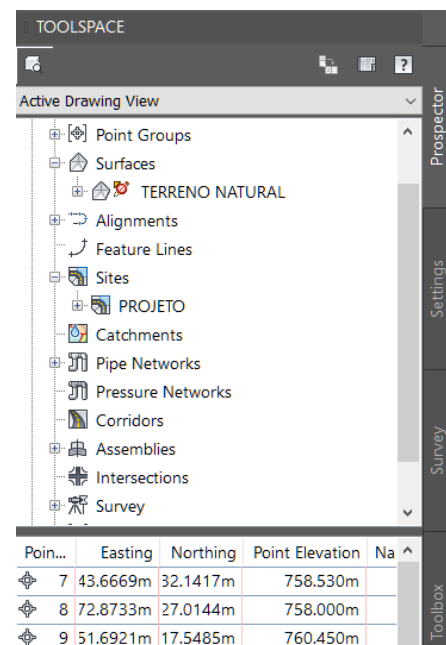 TOOLSPACE
?
Active Drawing View
Point Groups
Surfaces
TERRENO NATURAL
Alignments
Feature Lines
Sites
PROJETO
Catchments
Pipe Networks
Pressure Networks
Corridors
Assemblies
Intersections
Survey
Poin... Easting Northing Point Elevation Na
7 43.6669m 32.1417m 758.530m
8 72.8733m 27.0144m 758.000m
9 51.6921m 17.5485m 760.450m
Prospector
Settings
Survey
Toolbox